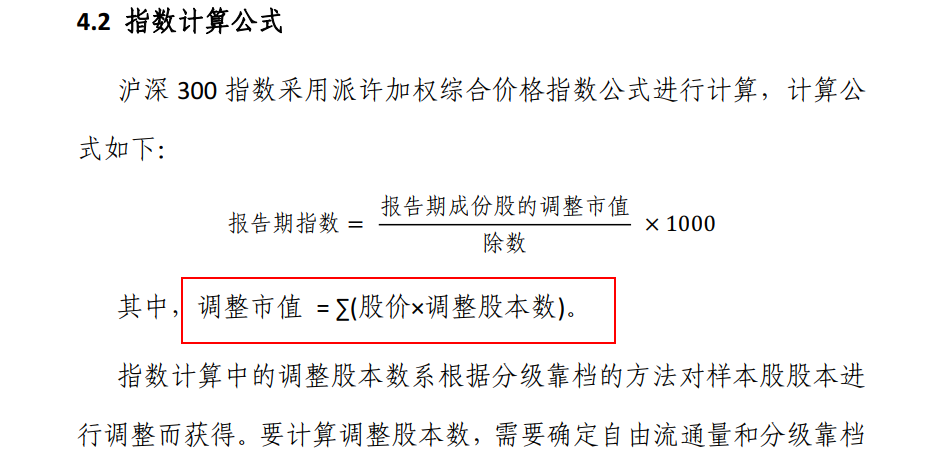 4.2 指数计算公式
沪深 300 指数采用派许加权综合价格指数公式进行计算，计算公
式如下：
报告期指数 = 报告期成份股的调整市值 / 除数 × 1000
其中，调整市值 = ∑(股价×调整股本数)。
指数计算中的调整股本数系根据分级靠档的方法对样本股股本进
行调整而获得。要计算调整股本数，需要确定自由流通量和分级靠档